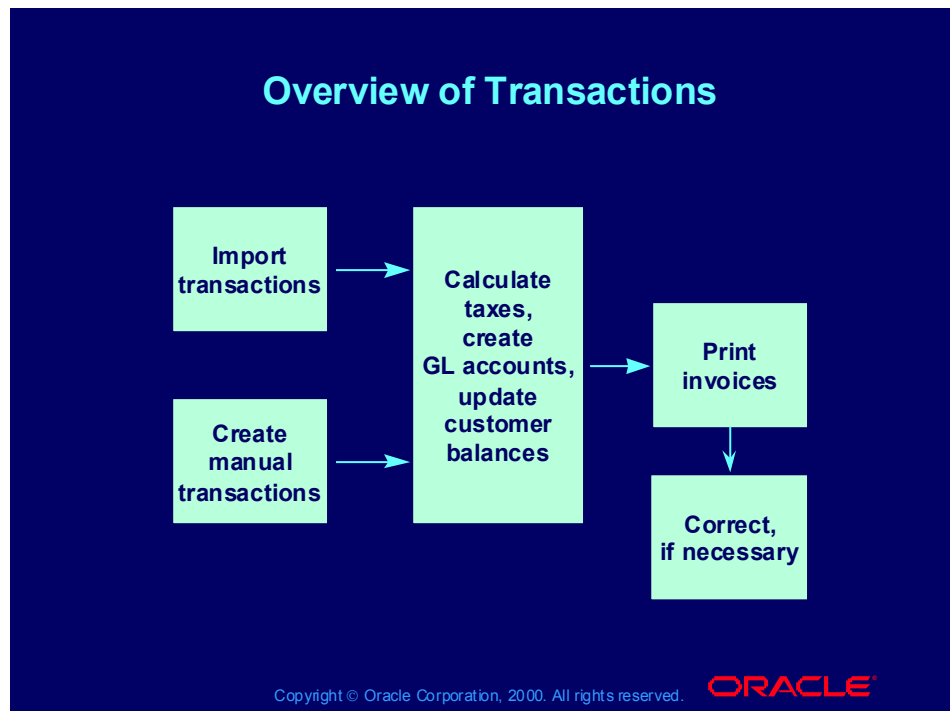 Overview of Transactions
Import
transactions
Create
manual
transactions
Calculate
taxes,
create
GL accounts,
update
customer
balances
Print
invoices
Correct,
if necessary
Copyright © Oracle Corporation, 2000. All rights reserved.
ORACLE®